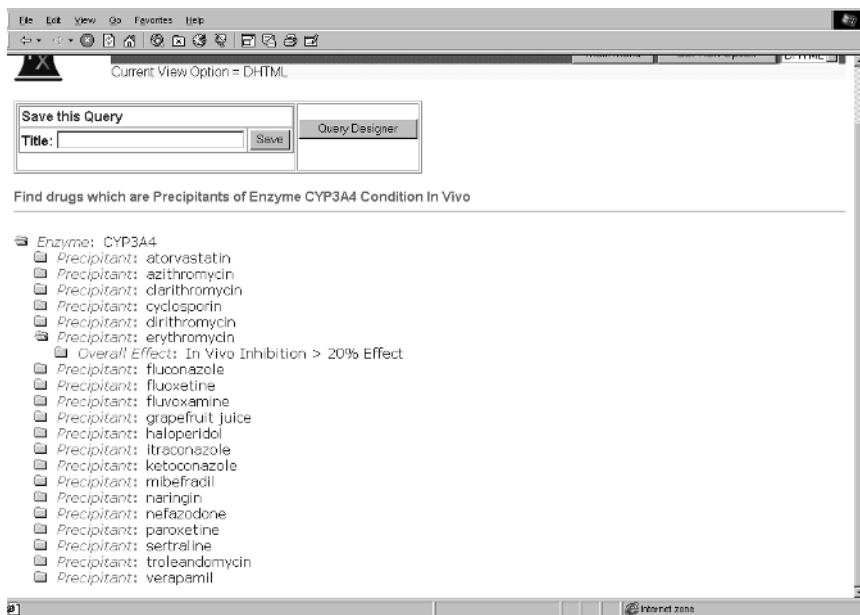 File Edit View Go Favorites Help
Current View Option = DHTML
Save this Query
Title: Save
Query Designer
Find drugs which are Precipitants of Enzyme CYP3A4 Condition In Vivo
Enzyme: CYP3A4
Precipitant: atorvastatin
Precipitant: azithromycin
Precipitant: clarithromycin
Precipitant: cyclosporin
Precipitant: dirithromycin
Precipitant: erythromycin
Overall Effect: In Vivo Inhibition > 20% Effect
Precipitant: fluconazole
Precipitant: fluoxetine
Precipitant: fluvoxamine
Precipitant: grapefruit juice
Precipitant: haloperidol
Precipitant: itraconazole
Precipitant: ketoconazole
Precipitant: mibefradil
Precipitant: naringin
Precipitant: nefazodone
Precipitant: paroxetine
Precipitant: sertraline
Precipitant: troleandomycin
Precipitant: verapamil
Internet zone